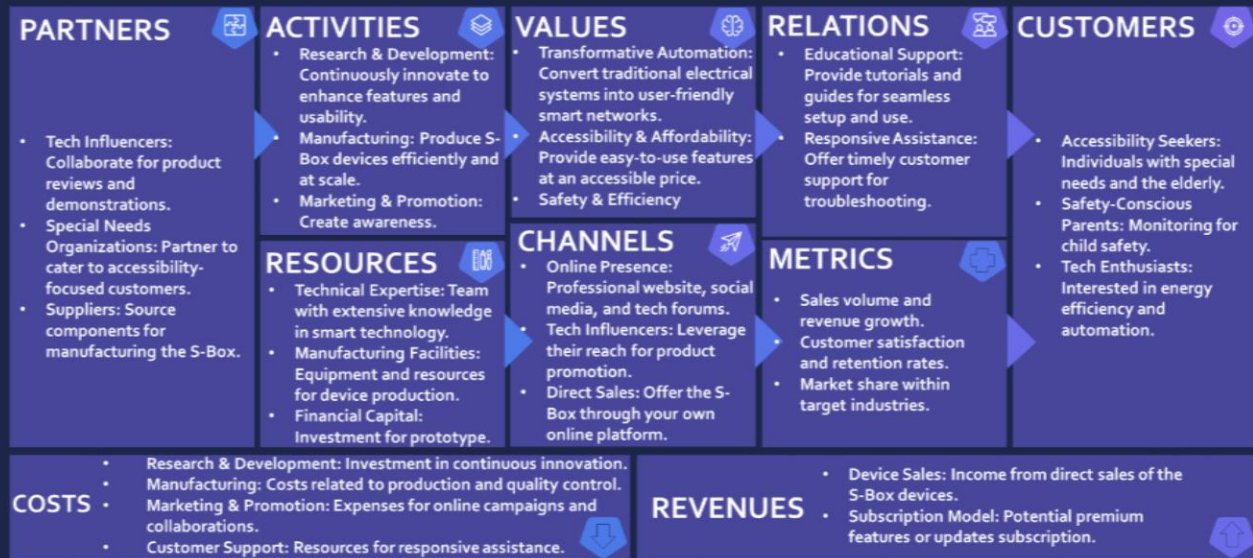 PARTNERS
• Tech Influencers:
Collaborate for product
reviews and
demonstrations.
• Special Needs
Organizations: Partner to
cater to accessibility-
focused customers.
• Suppliers: Source
components for
manufacturing the S-Box.
ACTIVITIES
• Research & Development:
Continuously innovate to
enhance features and
usability.
• Manufacturing: Produce S-
Box devices efficiently and
at scale.
• Marketing & Promotion:
Create awareness.
RESOURCES
• Technical Expertise: Team
with extensive knowledge
in smart technology.
• Manufacturing Facilities:
Equipment and resources
for device production.
• Financial Capital:
Investment for prototype.
VALUES
• Transformative Automation:
Convert traditional electrical
systems into user-friendly
smart networks.
• Accessibility & Affordability:
Provide easy-to-use features
at an accessible price.
• Safety & Efficiency
CHANNELS
• Online Presence:
Professional website, social
media, and tech forums.
• Tech Influencers: Leverage
their reach for product
promotion.
• Direct Sales: Offer the S-
Box through your own
online platform.
RELATIONS
• Educational Support:
Provide tutorials and
guides for seamless
setup and use.
• Responsive Assistance:
Offer timely customer
support for
troubleshooting.
METRICS
• Sales volume and
revenue growth.
• Customer satisfaction
and retention rates.
• Market share within
target industries.
CUSTOMERS
• Accessibility Seekers:
Individuals with special
needs and the elderly.
• Safety-Conscious
Parents: Monitoring for
child safety.
• Tech Enthusiasts:
Interested in energy
efficiency and
automation.
COSTS
• Research & Development: Investment in continuous innovation.
• Manufacturing: Costs related to production and quality control.
• Marketing & Promotion: Expenses for online campaigns and
collaborations.
• Customer Support: Resources for responsive assistance.
REVENUES
• Device Sales: Income from direct sales of the
S-Box devices.
• Subscription Model: Potential premium
features or updates subscription.